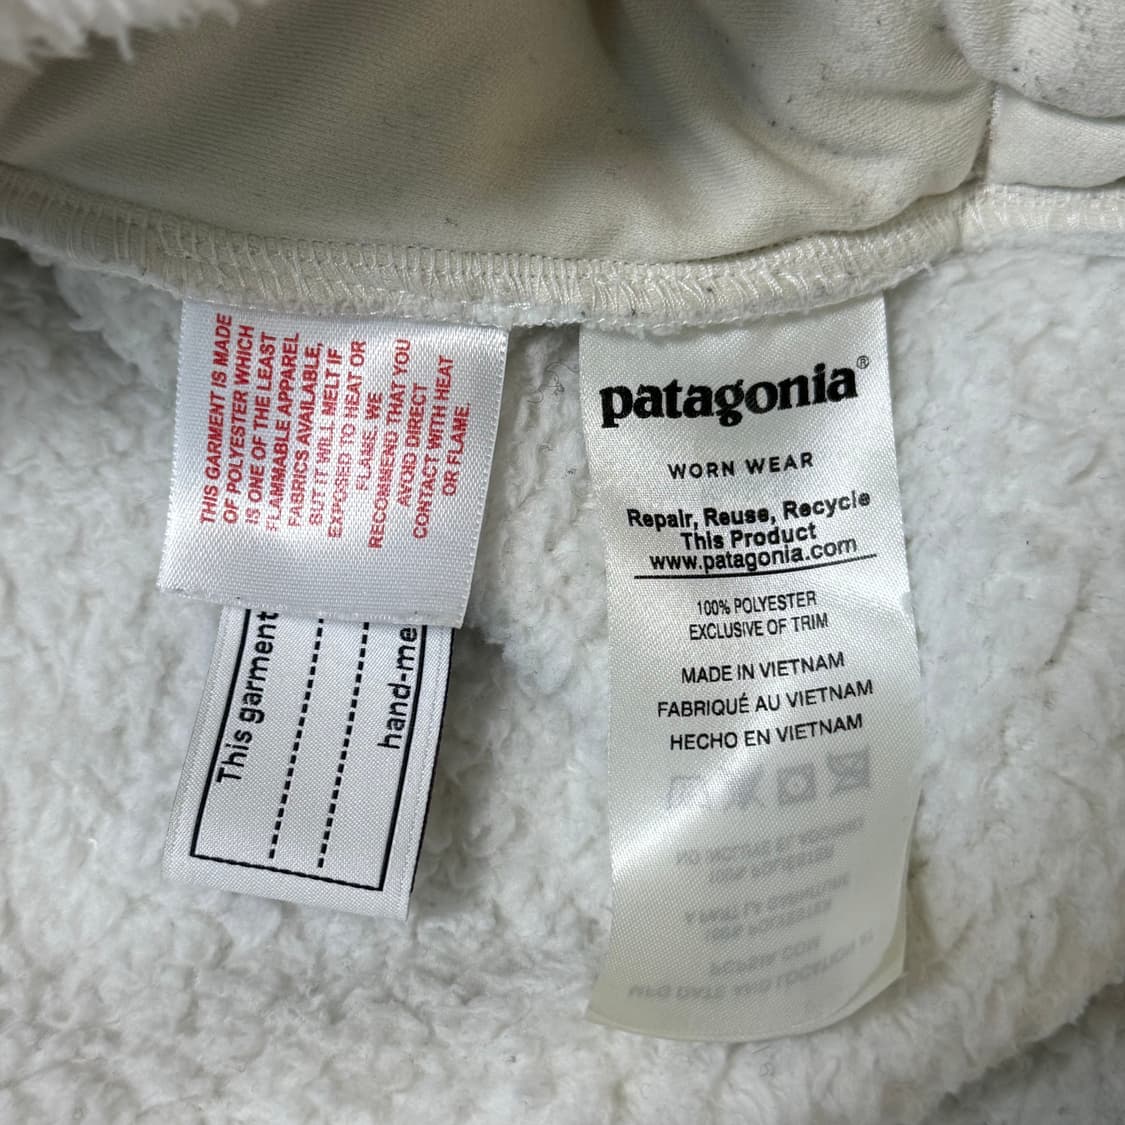 THIS GARMENT IS MADE
OF POLYESTER WHICH
IS ONE OF THE LEAST
FLAMMABLE APPAREL
FABRICS AVAILABLE,
BUT IT WILL MELT IF
EXPOSED TO HEAT OR
FLAME. WE
RECOMMEND THAT YOU
AVOID DIRECT
CONTACT WITH HEAT
OR FLAME.
This garment
hand-me
patagonia®
WORN WEAR
Repair, Reuse, Recycle
This Product
www.patagonia.com
100% POLYESTER
EXCLUSIVE OF TRIM
MADE IN VIETNAM
FABRIQUÉ AU VIETNAM
HECHO EN VIETNAM